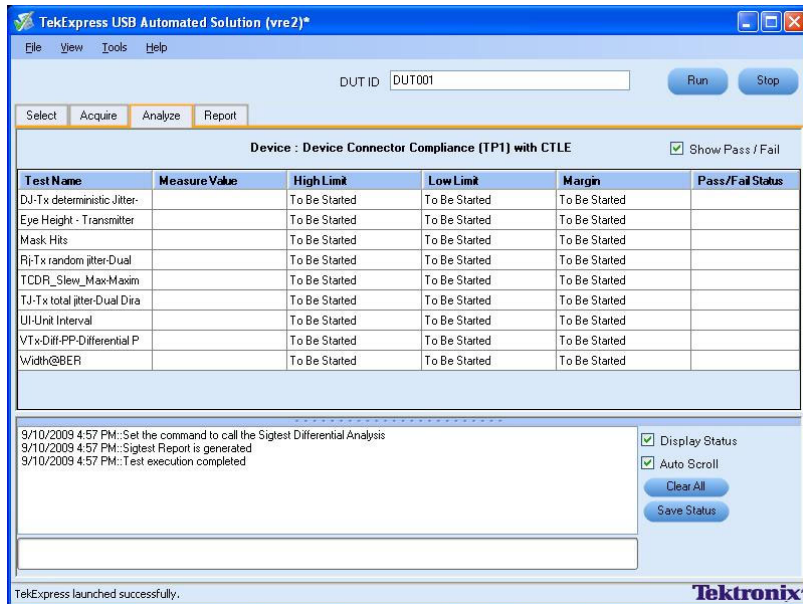 TekExpress USB Automated Solution (vre2)*
File View Tools Help
DUT ID DUT001 Run Stop
Select Acquire Analyze Report
Device : Device Connector Compliance (TP1) with CTLE Show Pass / Fail
Test Name Measure Value High Limit Low Limit Margin Pass/Fail Status
DJ-Tx deterministic Jitter- To Be Started To Be Started To Be Started
Eye Height - Transmitter To Be Started To Be Started To Be Started
Mask Hits To Be Started To Be Started To Be Started
Rj-Tx random jitter-Dual To Be Started To Be Started To Be Started
TCDR_Slew_Max-Maxim To Be Started To Be Started To Be Started
TJ-Tx total jitter-Dual Dira To Be Started To Be Started To Be Started
UI-Unit Interval To Be Started To Be Started To Be Started
VTx-Diff-PP-Differential P To Be Started To Be Started To Be Started
Width@BER To Be Started To Be Started To Be Started
9/10/2009 4:57 PM::Set the command to call the Sigtest Differential Analysis
9/10/2009 4:57 PM::Sigtest Report is generated
9/10/2009 4:57 PM::Test execution completed
Display Status
Auto Scroll
Clear All
Save Status
TekExpress launched successfully.
Tektronix